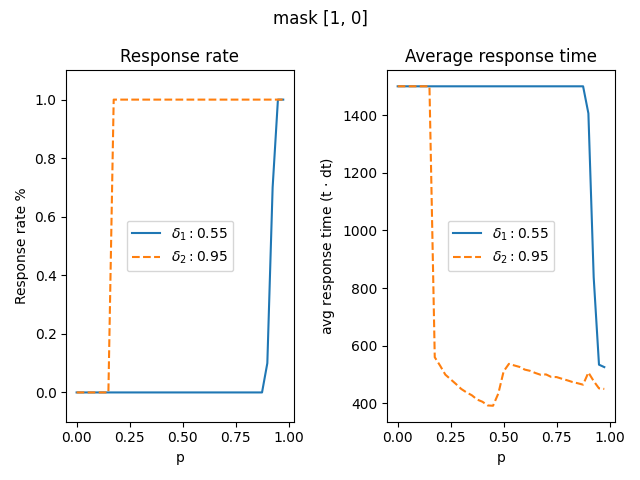 mask [1, 0]
Response rate
Response rate %
1.0
0.8
0.6
0.4
0.2
0.0
δ₁ : 0.55
δ₂ : 0.95
0.00 0.25 0.50 0.75 1.00
p
Average response time
avg response time (t · dt)
1400
1200
1000
800
600
400
δ₁ : 0.55
δ₂ : 0.95
0.00 0.25 0.50 0.75 1.00
p